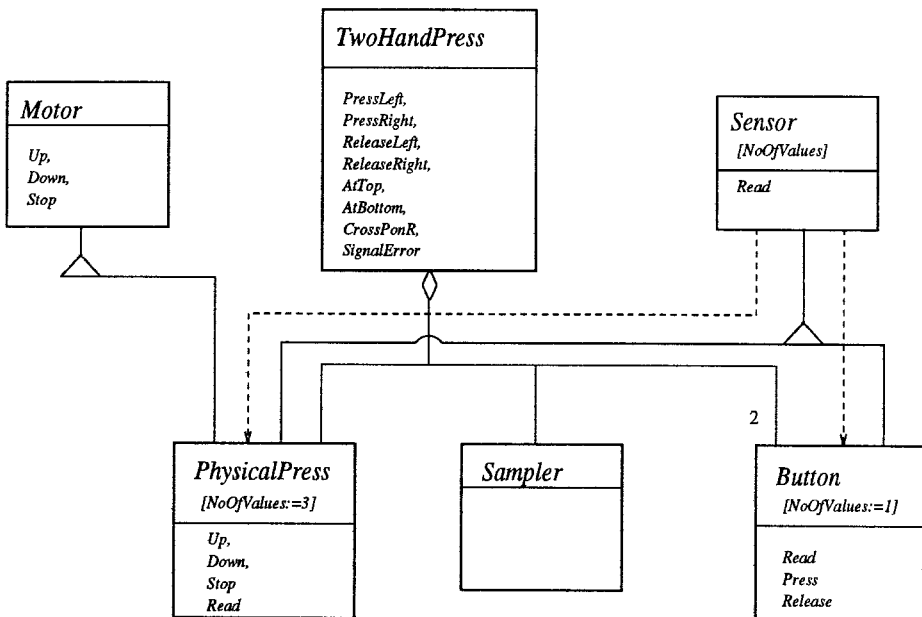 TwoHandPress
PressLeft,
PressRight,
ReleaseLeft,
ReleaseRight,
AtTop,
AtBottom,
CrossPonR,
SignalError
Motor
Up,
Down,
Stop
Sensor
[NoOfValues]
Read
2
PhysicalPress
[NoOfValues:=3]
Up,
Down,
Stop
Read
Sampler
Button
[NoOfValues:=1]
Read
Press
Release